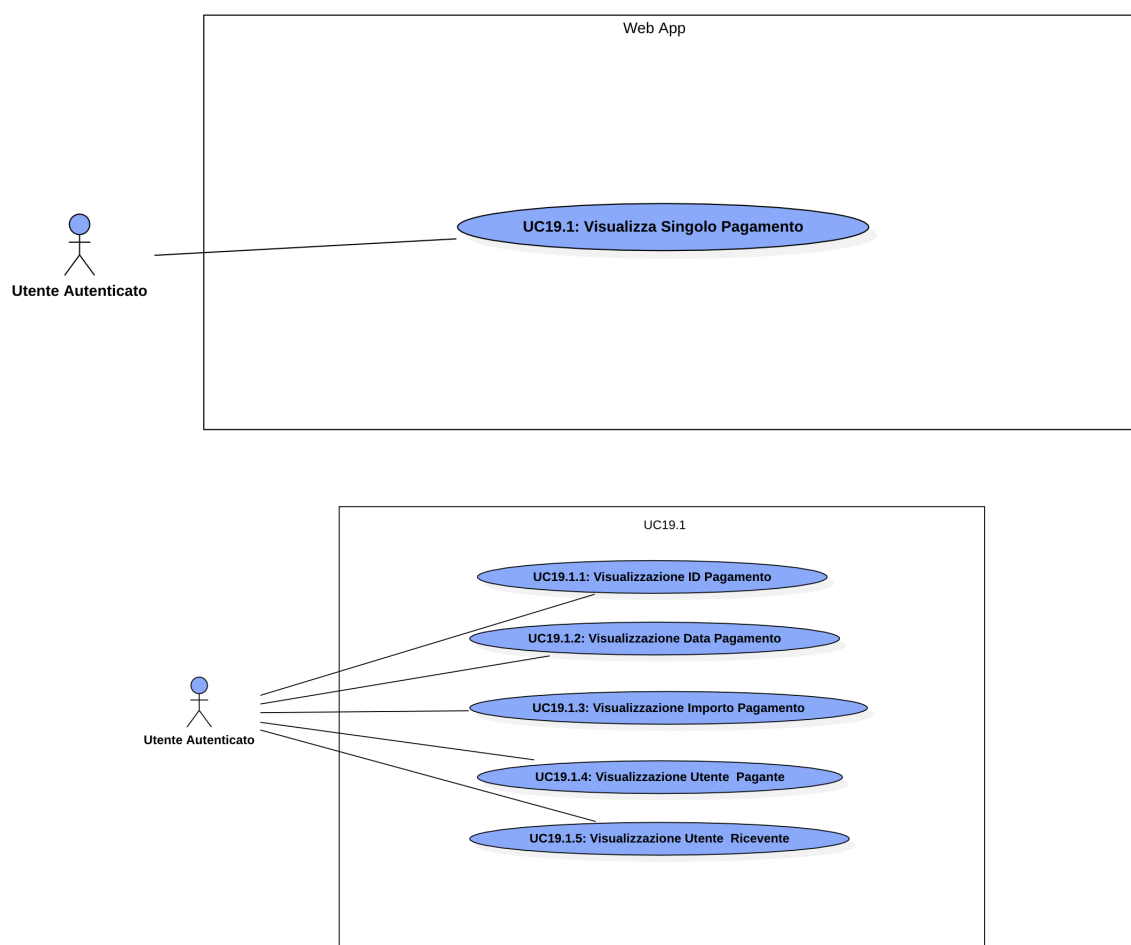 Web App
UC19.1: Visualizza Singolo Pagamento
Utente Autenticato
UC19.1
UC19.1.1: Visualizzazione ID Pagamento
UC19.1.2: Visualizzazione Data Pagamento
UC19.1.3: Visualizzazione Importo Pagamento
Utente Autenticato
UC19.1.4: Visualizzazione Utente  Pagante
UC19.1.5: Visualizzazione Utente  Ricevente